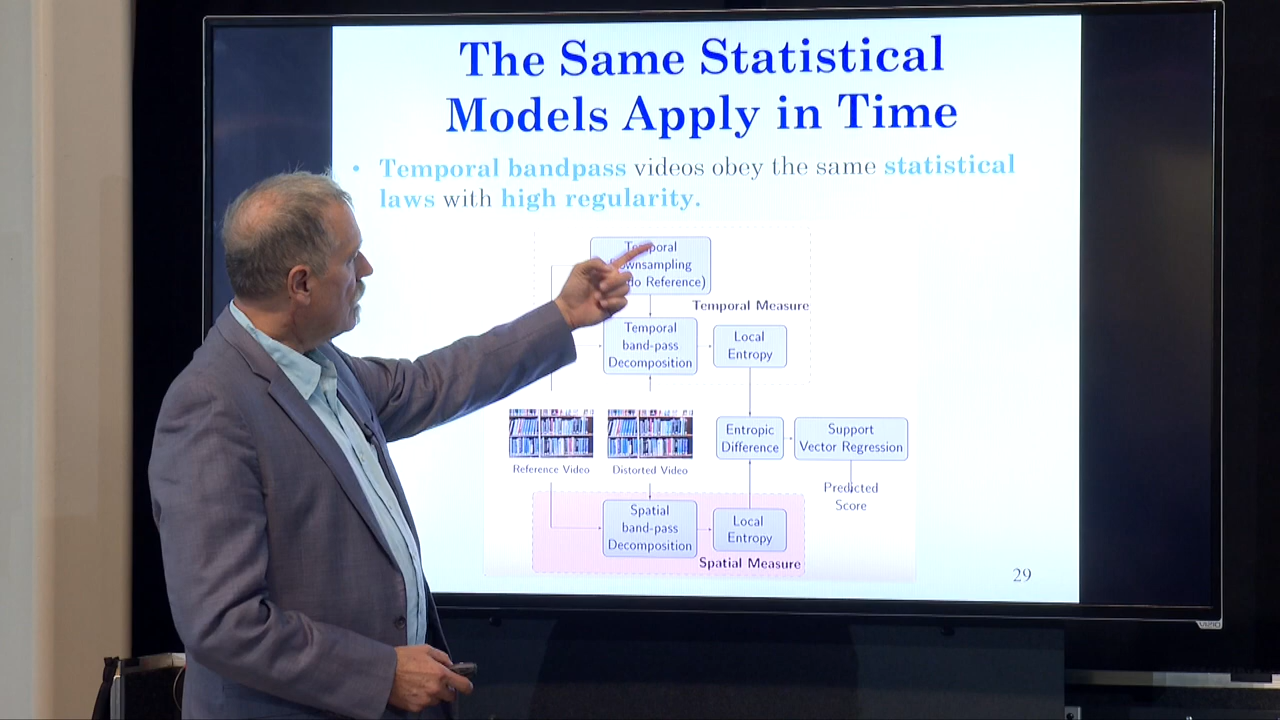 The Same Statistical
Models Apply in Time
• Temporal bandpass videos obey the same statistical
laws with high regularity.
Temporal
Reference)
Temporal Measure
Temporal
band-pass
Decomposition
Local
Entropy
Reference Video
Distorted Video
Entropic
Difference
Support
Vector Regression
Predicted
Score
Spatial
band-pass
Decomposition
Local
Entropy
Spatial Measure
29
VIZIO